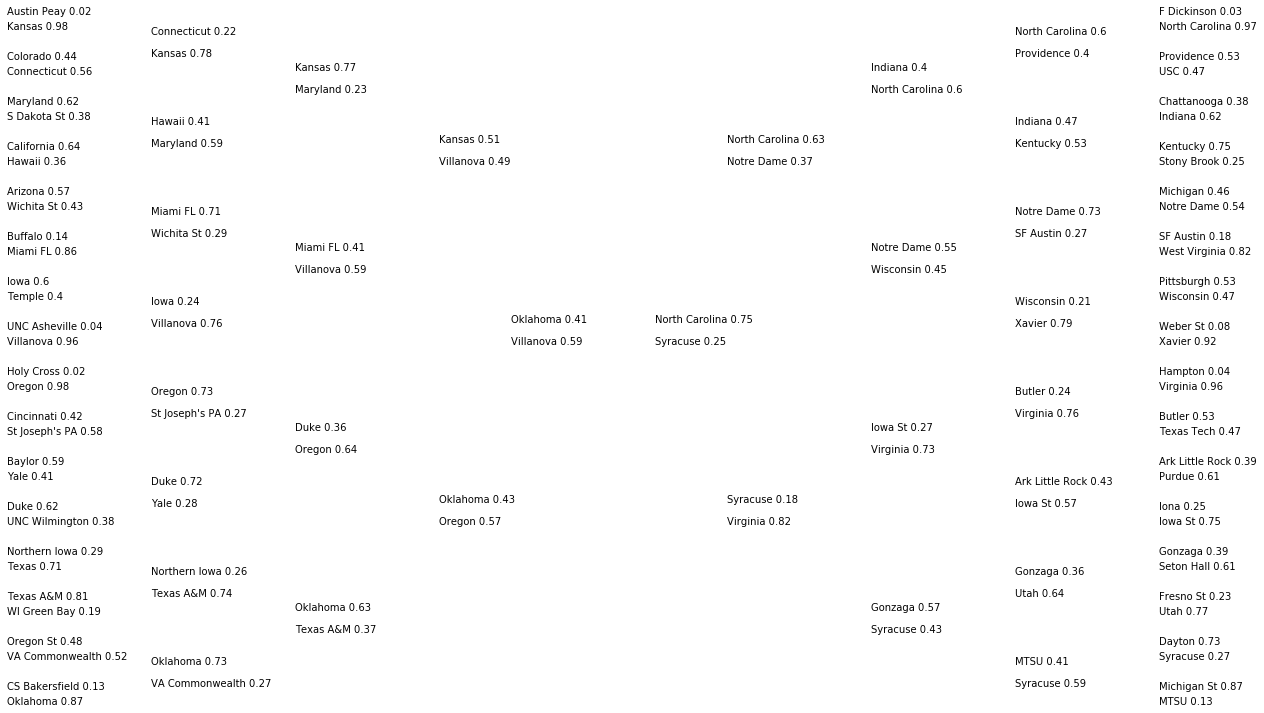 Austin Peay 0.02
Kansas 0.98
Colorado 0.44
Connecticut 0.56
Maryland 0.62
S Dakota St 0.38
California 0.64
Hawaii 0.36
Arizona 0.57
Wichita St 0.43
Buffalo 0.14
Miami FL 0.86
Iowa 0.6
Temple 0.4
UNC Asheville 0.04
Villanova 0.96
Holy Cross 0.02
Oregon 0.98
Cincinnati 0.42
St Joseph's PA 0.58
Baylor 0.59
Yale 0.41
Duke 0.62
UNC Wilmington 0.38
Northern Iowa 0.29
Texas 0.71
Texas A&M 0.81
WI Green Bay 0.19
Oregon St 0.48
VA Commonwealth 0.52
CS Bakersfield 0.13
Oklahoma 0.87
Connecticut 0.22
Kansas 0.78
Hawaii 0.41
Maryland 0.59
Miami FL 0.71
Wichita St 0.29
Iowa 0.24
Villanova 0.76
Oregon 0.73
St Joseph's PA 0.27
Duke 0.72
Yale 0.28
Northern Iowa 0.26
Texas A&M 0.74
Oklahoma 0.73
VA Commonwealth 0.27
Kansas 0.77
Maryland 0.23
Miami FL 0.41
Villanova 0.59
Duke 0.36
Oregon 0.64
Oklahoma 0.63
Texas A&M 0.37
Kansas 0.51
Villanova 0.49
Oklahoma 0.43
Oregon 0.57
Oklahoma 0.41
Villanova 0.59
North Carolina 0.75
Syracuse 0.25
North Carolina 0.63
Notre Dame 0.37
Syracuse 0.18
Virginia 0.82
Indiana 0.4
North Carolina 0.6
Notre Dame 0.55
Wisconsin 0.45
Iowa St 0.27
Virginia 0.73
Gonzaga 0.57
Syracuse 0.43
North Carolina 0.6
Providence 0.4
Indiana 0.47
Kentucky 0.53
Notre Dame 0.73
SF Austin 0.27
Wisconsin 0.21
Xavier 0.79
Butler 0.24
Virginia 0.76
Ark Little Rock 0.43
Iowa St 0.57
Gonzaga 0.36
Utah 0.64
MTSU 0.41
Syracuse 0.59
F Dickinson 0.03
North Carolina 0.97
Providence 0.53
USC 0.47
Chattanooga 0.38
Indiana 0.62
Kentucky 0.75
Stony Brook 0.25
Michigan 0.46
Notre Dame 0.54
SF Austin 0.18
West Virginia 0.82
Pittsburgh 0.53
Wisconsin 0.47
Weber St 0.08
Xavier 0.92
Hampton 0.04
Virginia 0.96
Butler 0.53
Texas Tech 0.47
Ark Little Rock 0.39
Purdue 0.61
Iona 0.25
Iowa St 0.75
Gonzaga 0.39
Seton Hall 0.61
Fresno St 0.23
Utah 0.77
Dayton 0.73
Syracuse 0.27
Michigan St 0.87
MTSU 0.13